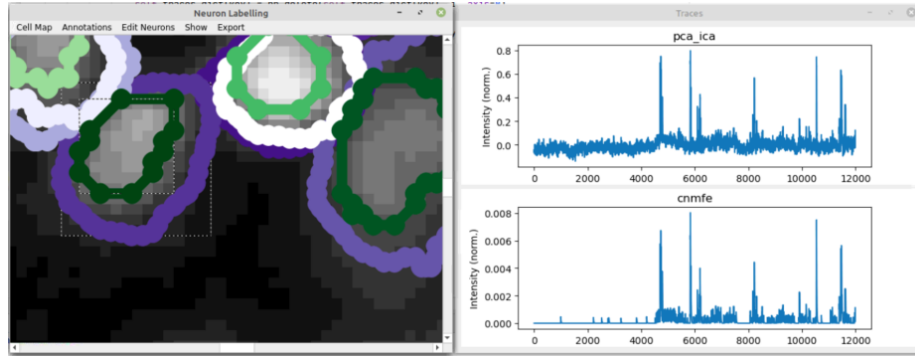 Neuron Labelling
Cell Map Annotations Edit Neurons Show Export
Traces
pca_ica
Intensity (norm.)
0.8
0.6
0.4
0.2
0.0
0 2000 4000 6000 8000 10000 12000
cnmfe
Intensity (norm.)
0.008
0.006
0.004
0.002
0.000
0 2000 4000 6000 8000 10000 12000